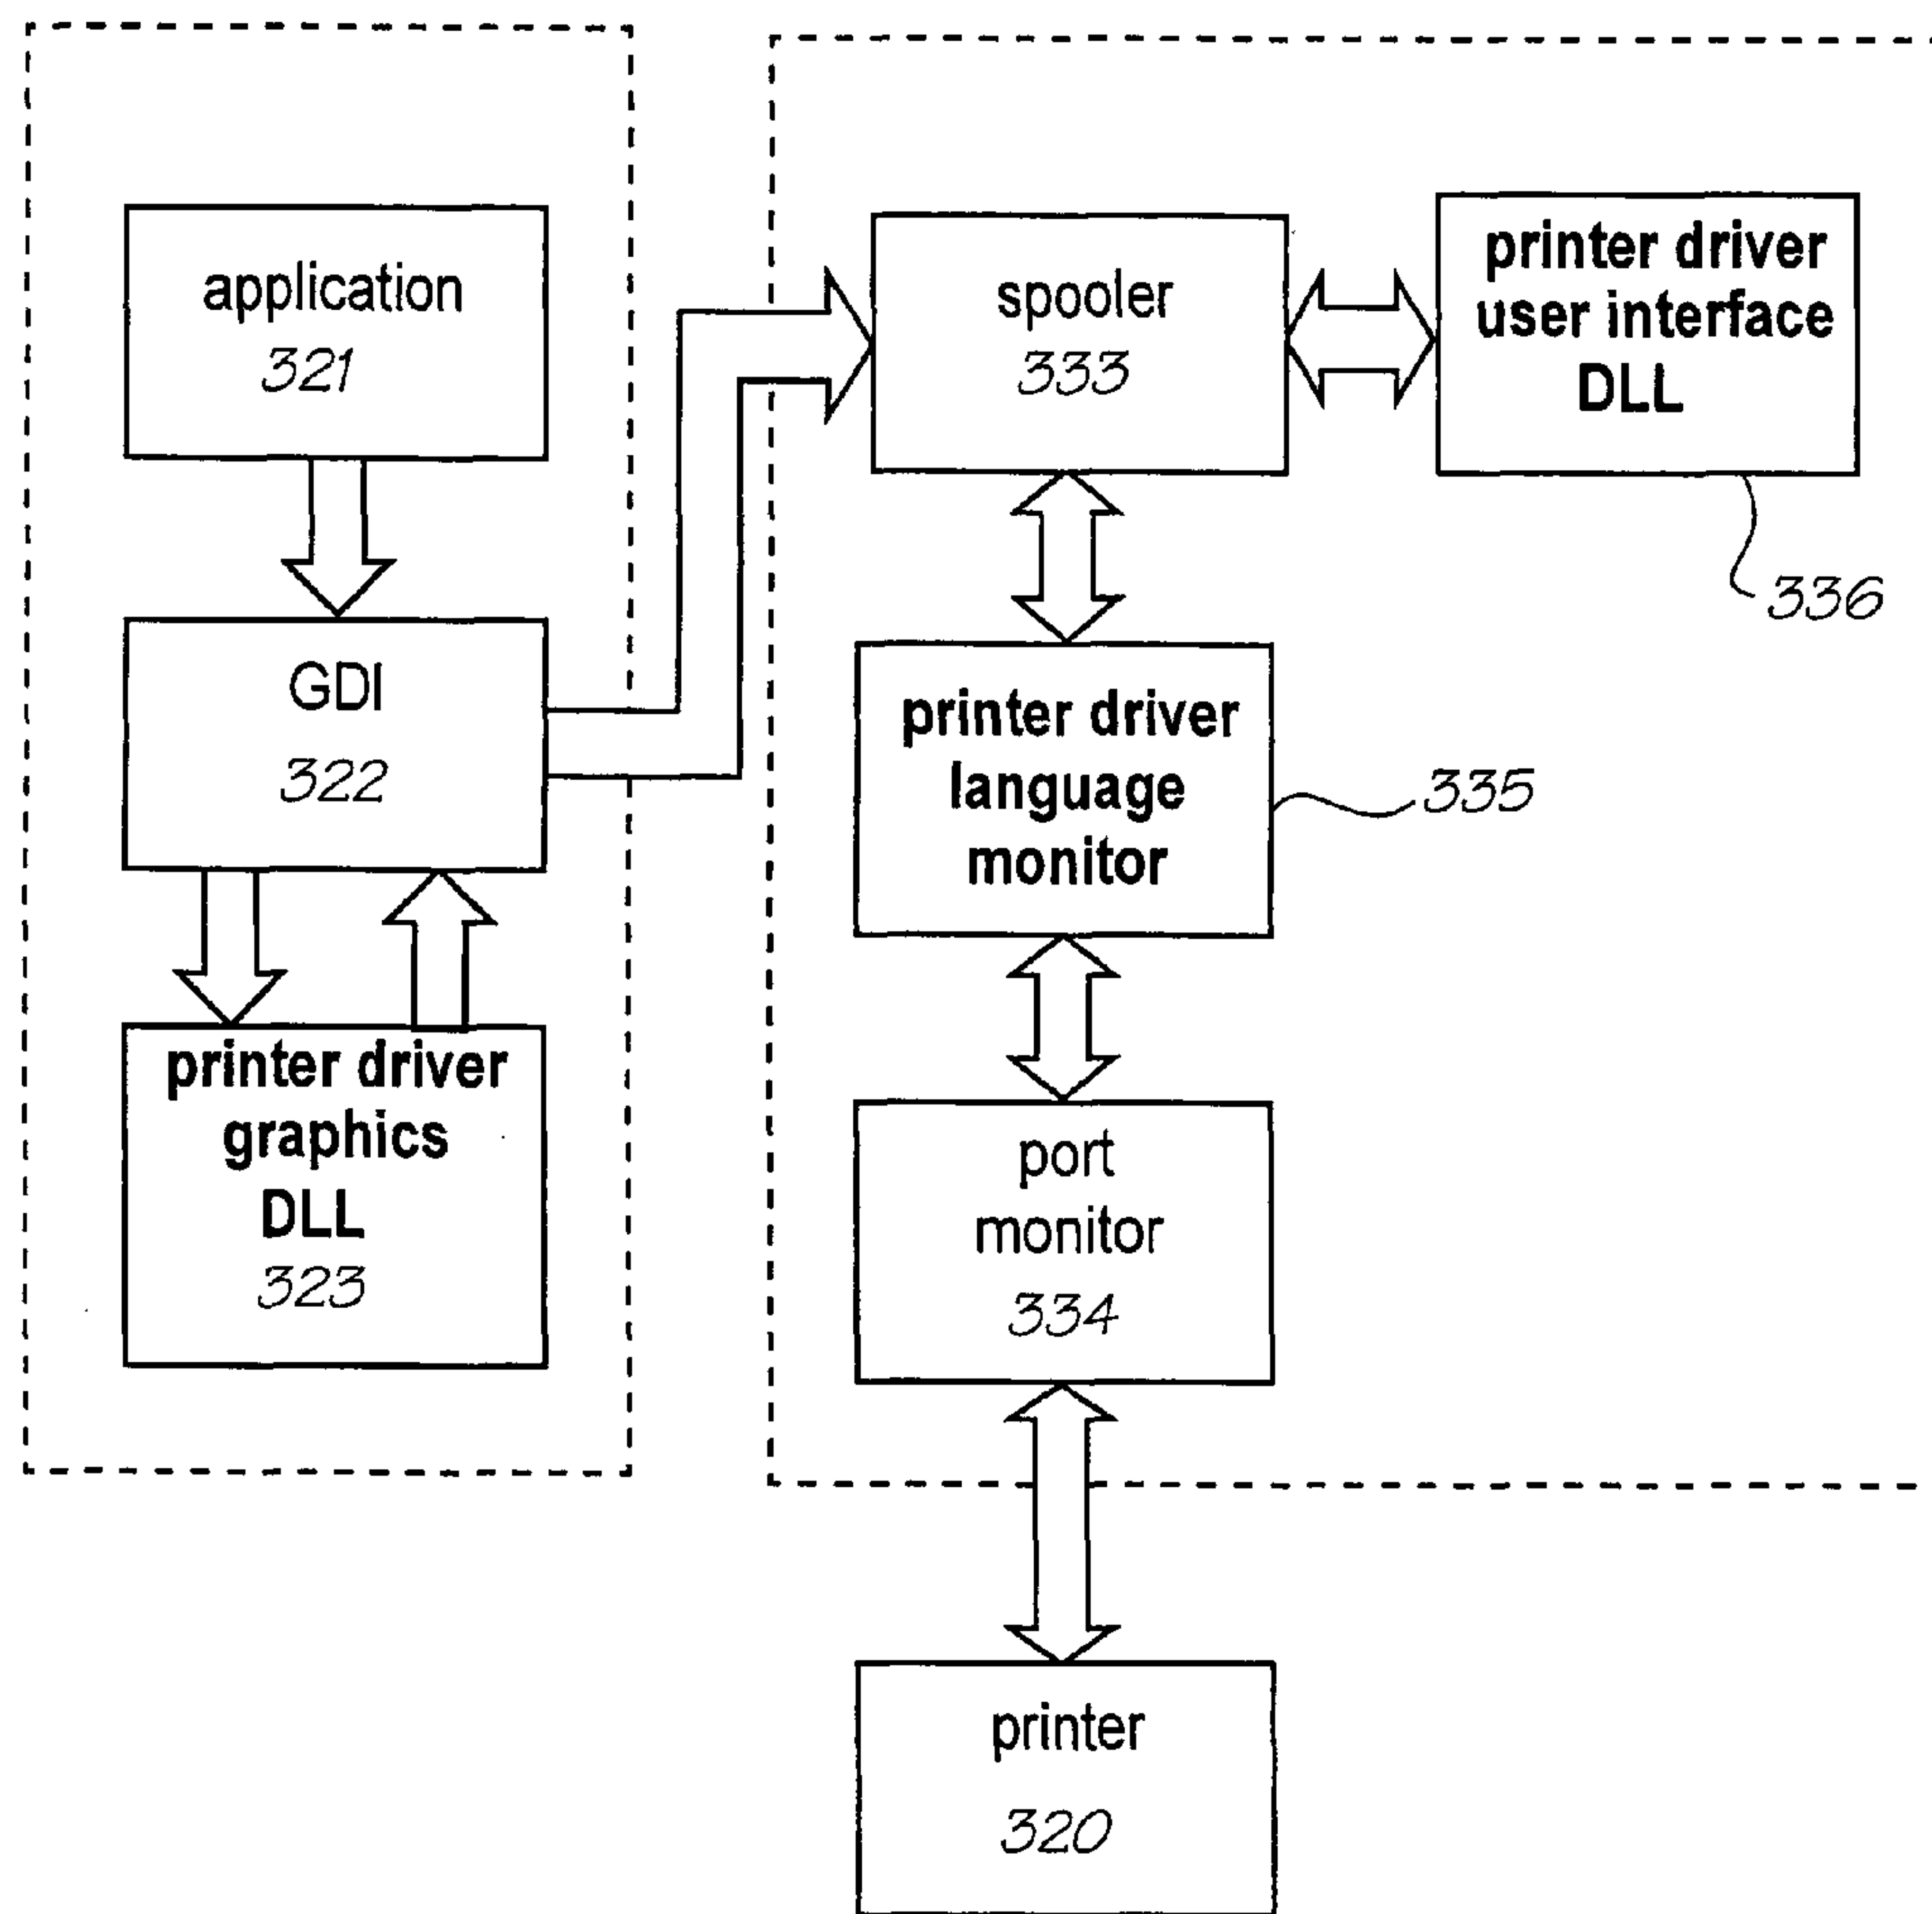 application
321
GDI
322
printer driver
graphics
DLL
323
spooler
333
printer driver
user interface
DLL
336
printer driver
language
monitor
335
port
monitor
334
printer
320